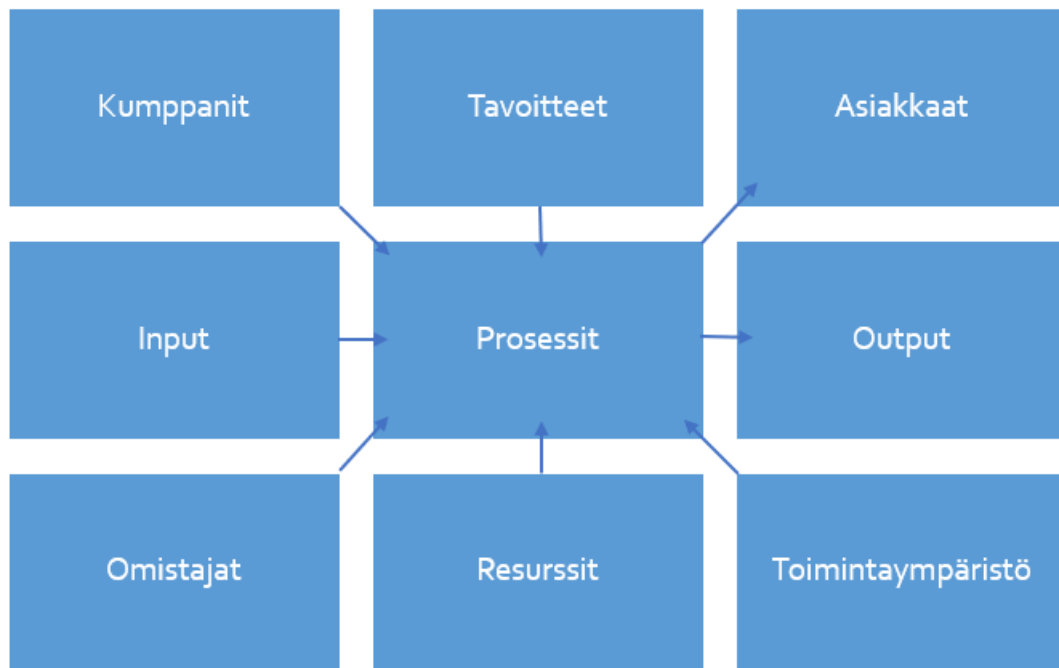 Kumppanit
Tavoitteet
Asiakkaat
Input
Prosessit
Output
Omistajat
Resurssit
Toimintaympäristö